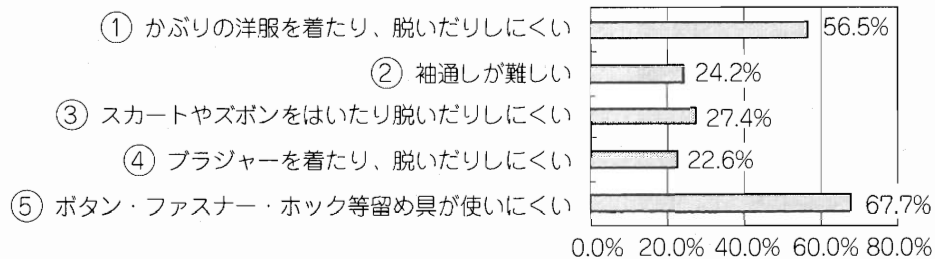 ① かぶりの洋服を着たり、脱いだりしにくい 56.5%
② 袖通しが難しい 24.2%
③ スカートやズボンをはいたり脱いだりしにくい 27.4%
④ ブラジャーを着たり、脱いだりしにくい 22.6%
⑤ ボタン・ファスナー・ホック等留め具が使いにくい 67.7%
0.0% 20.0% 40.0% 60.0% 80.0%